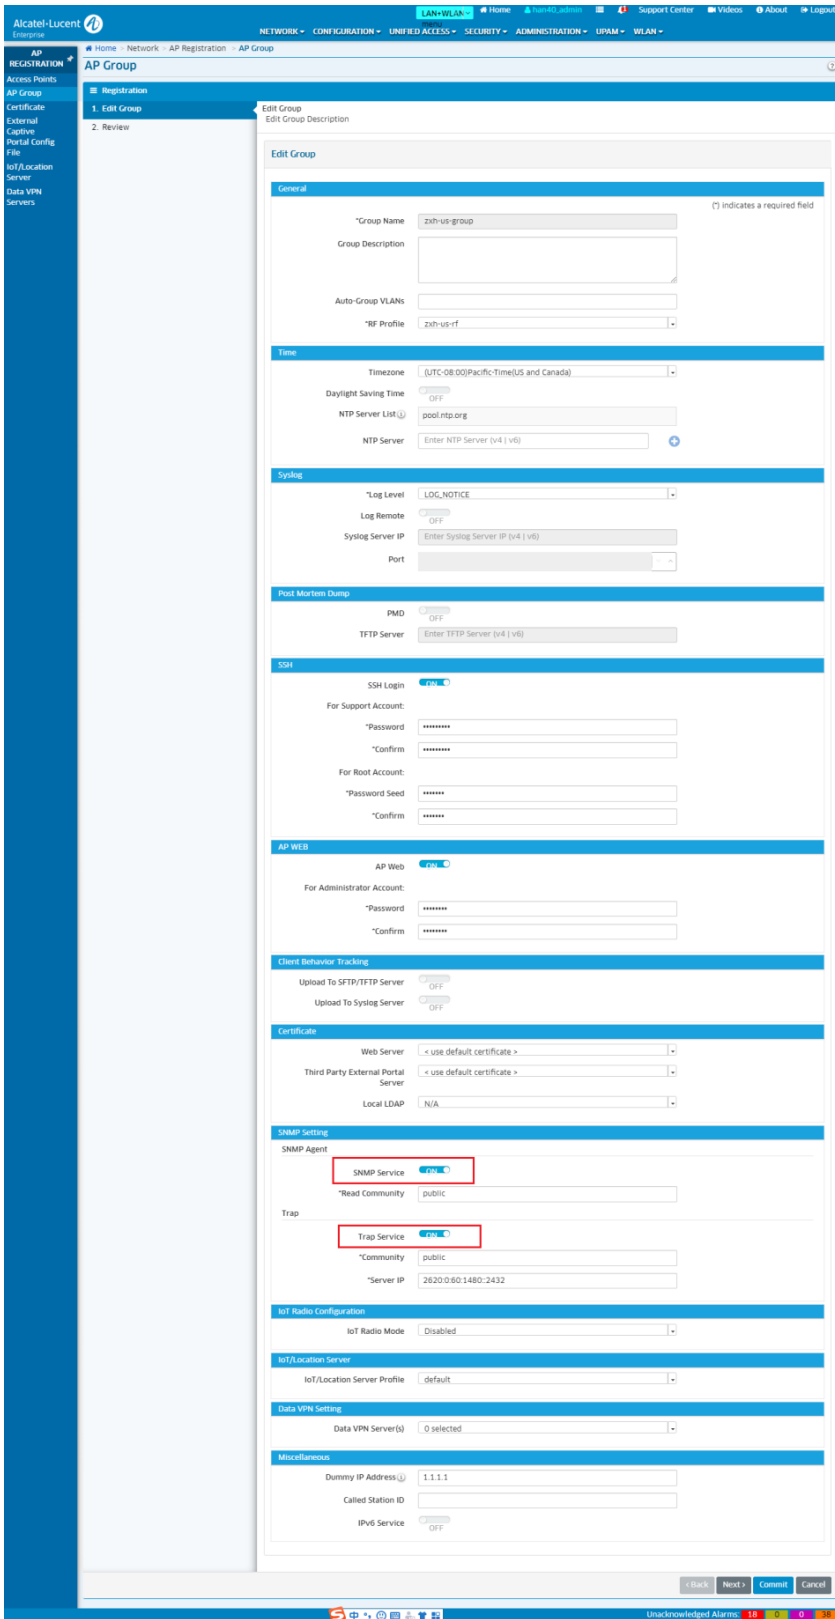 Alcatel-Lucent
Enterprise
LAN+WLAN
menu
Home
han40_admin
Support Center
Videos
About
Logout
NETWORK CONFIGURATION UNIFIED ACCESS SECURITY ADMINISTRATION UPAM WLAN
AP REGISTRATION
Access Points
AP Group
Certificate
External
Captive
Portal Config
File
IoT/Location
Server
Data VPN
Servers
Home > Network > AP Registration > AP Group
AP Group
Registration
1. Edit Group
2. Review
Edit Group
Edit Group Description
Edit Group
General
(*) indicates a required field
*Group Name zxh-us-group
Group Description
Auto-Group VLANs
*RF Profile zxh-us-rf
Time
Timezone (UTC-08:00)Pacific-Time(US and Canada)
Daylight Saving Time OFF
NTP Server List pool.ntp.org
NTP Server Enter NTP Server (v4 | v6)
Syslog
*Log Level LOG_NOTICE
Log Remote OFF
Syslog Server IP Enter Syslog Server IP (v4 | v6)
Port
Post Mortem Dump
PMD OFF
TFTP Server Enter TFTP Server (v4 | v6)
SSH
SSH Login ON
For Support Account:
*Password •••••••••
*Confirm •••••••••
For Root Account:
*Password Seed •••••••
*Confirm •••••••
AP WEB
AP Web ON
For Administrator Account:
*Password ••••••••
*Confirm ••••••••
Client Behavior Tracking
Upload To SFTP/TFTP Server OFF
Upload To Syslog Server OFF
Certificate
Web Server < use default certificate >
Third Party External Portal < use default certificate >
Server
Local LDAP N/A
SNMP Setting
SNMP Agent
SNMP Service ON
*Read Community public
Trap
Trap Service ON
*Community public
*Server IP 2620:0:60:1480::2432
IoT Radio Configuration
IoT Radio Mode Disabled
IoT/Location Server
IoT/Location Server Profile default
Data VPN Setting
Data VPN Server(s) 0 selected
Miscellaneous
Dummy IP Address 1.1.1.1
Called Station ID
IPv6 Service OFF
<Back Next> Commit Cancel
S 中
Unacknowledged Alarms: 18 0 0 28